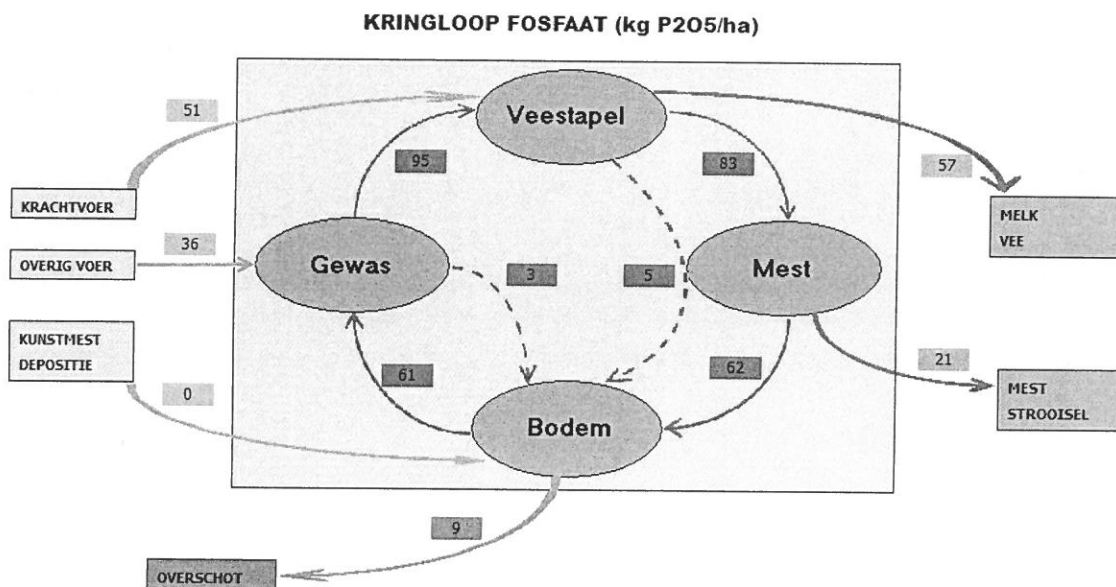 KRINGLOOP FOSFAAT (kg P2O5/ha)
51
Veestapel
95
83
57
KRACHTVOER
MELK
VEE
36
OVERIG VOER
Gewas
3
5
Mest
KUNSTMEST
DEPOSITIE
0
61
62
21
MEST
STROOISEL
Bodem
9
OVERSCHOT